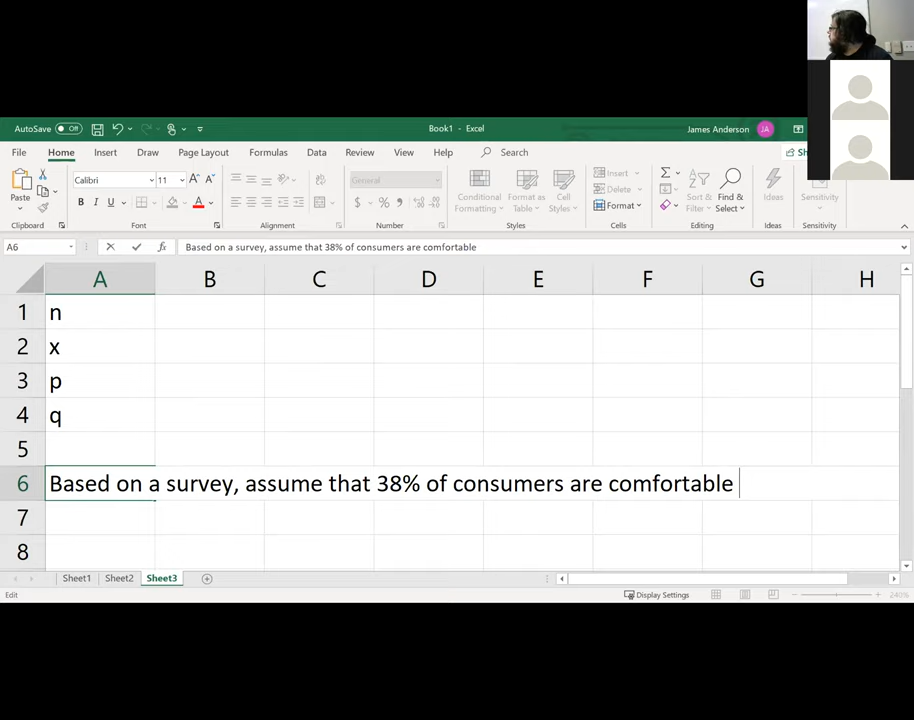 AutoSave Off Book1 - Excel James Anderson JA
File Home Insert Draw Page Layout Formulas Data Review View Help Search
Paste Calibri 11 A A General Conditional Format as Cell Insert Delete Format Sort & Find & Ideas Sensitivity
B I U A $ % Formatting Table Styles Filter Select
Clipboard Font Alignment Number Styles Cells Editing Ideas Sensitivity
A6 fx Based on a survey, assume that 38% of consumers are comfortable
A B C D E F G H
1 n
2 x
3 p
4 q
5
6 Based on a survey, assume that 38% of consumers are comfortable
7
8
Sheet1 Sheet2 Sheet3
Edit Display Settings 240%